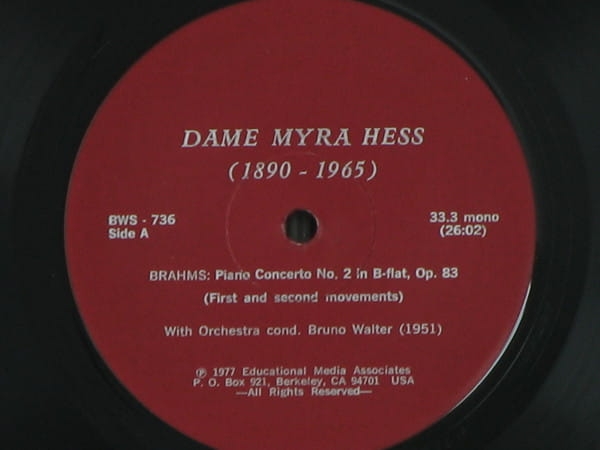 DAME MYRA HESS
(1890 - 1965)
BWS - 736
Side A
33.3 mono
(26:02)
BRAHMS: Piano Concerto No. 2 in B-flat, Op. 83
(First and second movements)
With Orchestra cond. Bruno Walter (1951)
℗ 1977 Educational Media Associates
P. O. Box 921, Berkeley, CA 94701 USA
—All Rights Reserved—